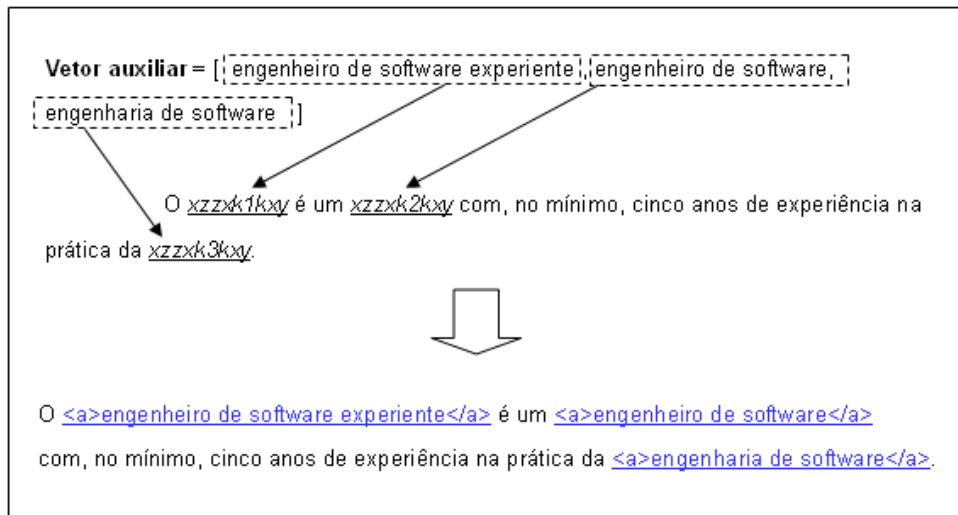 Vetor auxiliar = [ engenheiro de software experiente, engenheiro de software,
engenharia de software ]
O xzzxk1kxy é um xzzxk2kxy com, no mínimo, cinco anos de experiência na
prática da xzzxk3kxy.
O <a>engenheiro de software experiente</a> é um <a>engenheiro de software</a>
com, no mínimo, cinco anos de experiência na prática da <a>engenharia de software</a>.